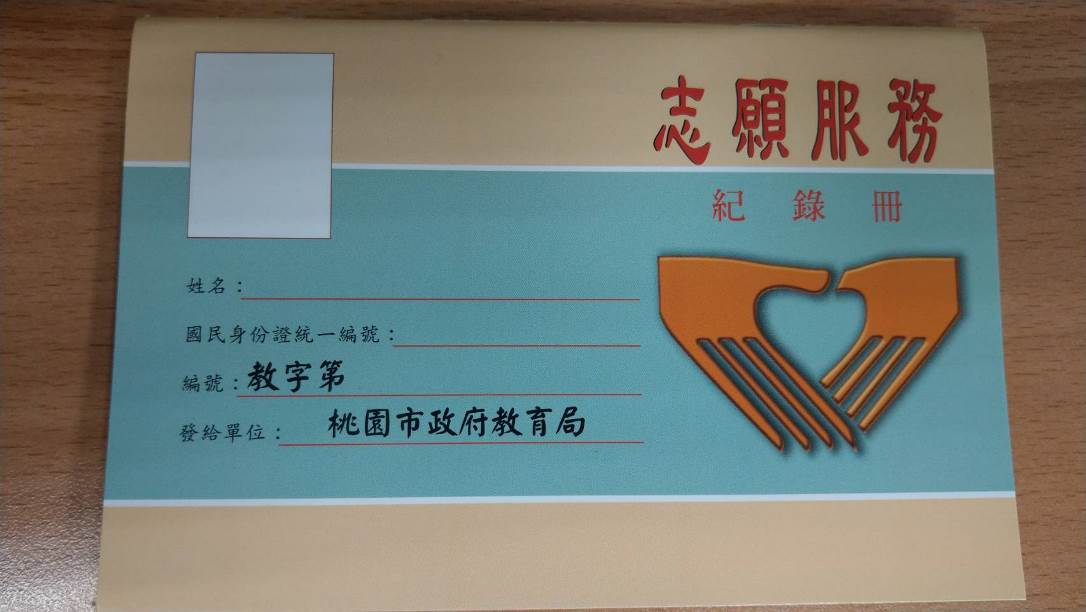 志願服務
紀錄冊
姓名：
國民身份證統一編號：
編號：教字第
發給單位：桃園市政府教育局